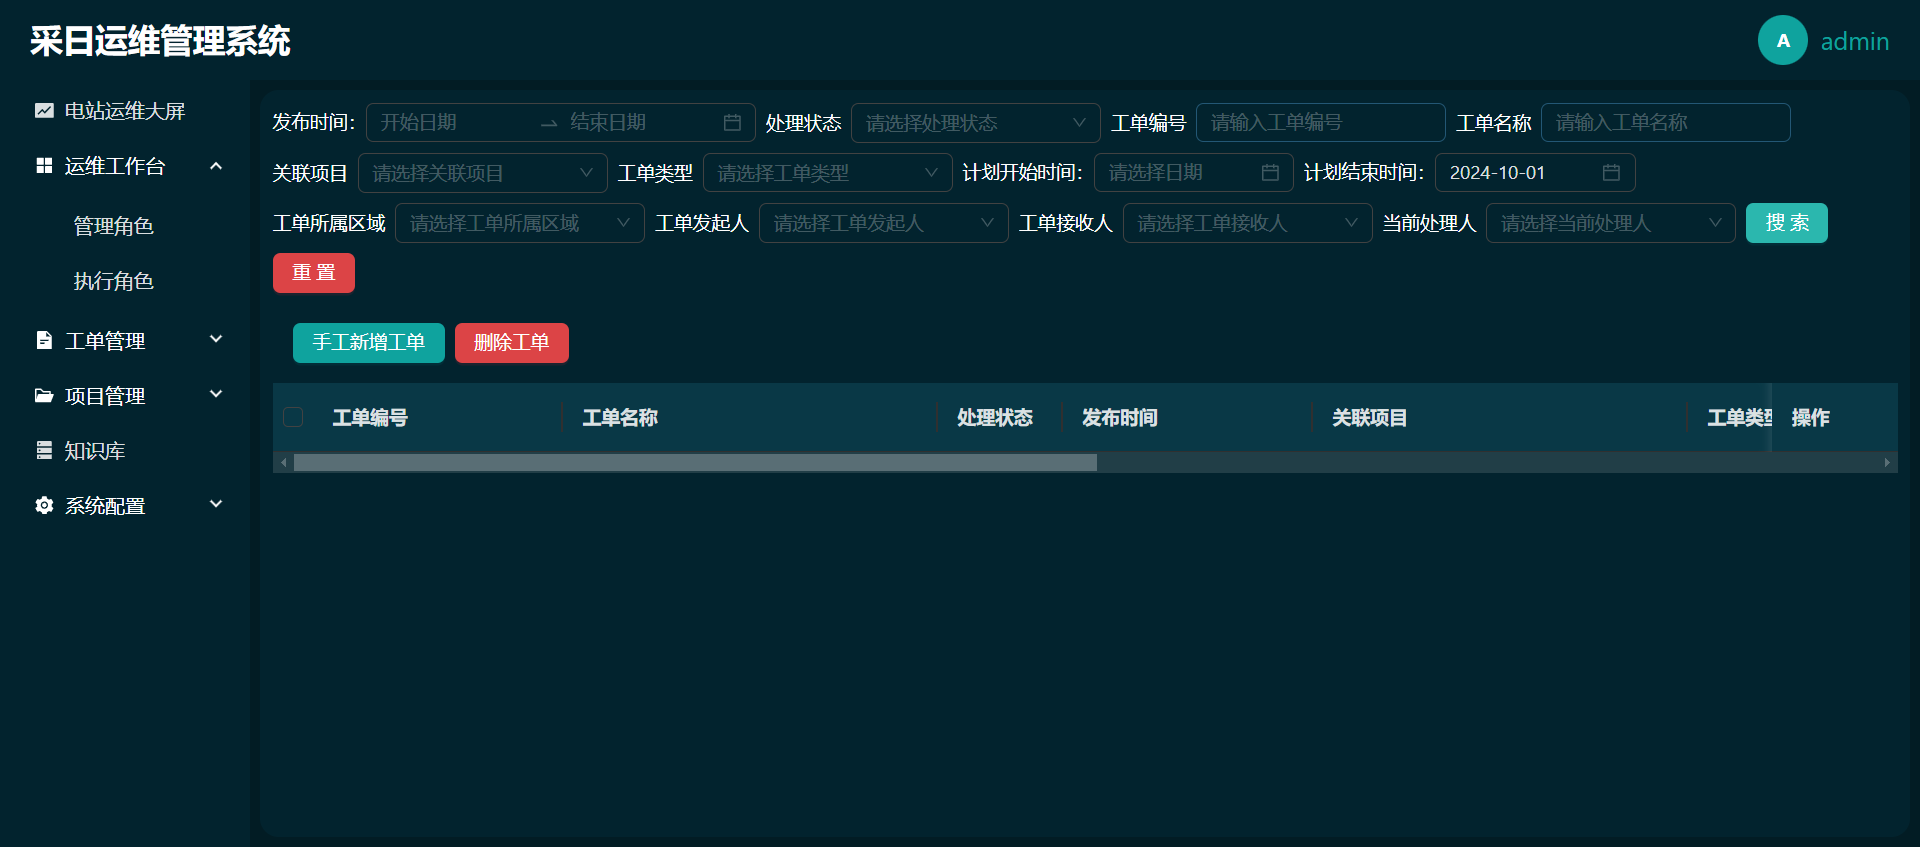 采日运维管理系统
A admin
电站运维大屏
运维工作台
管理角色
执行角色
工单管理
项目管理
知识库
系统配置
发布时间： 开始日期 结束日期 处理状态 请选择处理状态 工单编号 请输入工单编号 工单名称 请输入工单名称
关联项目 请选择关联项目 工单类型 请选择工单类型 计划开始时间： 请选择日期 计划结束时间： 2024-10-01
工单所属区域 请选择工单所属区域 工单发起人 请选择工单发起人 工单接收人 请选择工单接收人 当前处理人 请选择当前处理人 搜 索
重 置
手工新增工单 删除工单
工单编号 工单名称 处理状态 发布时间 关联项目 工单类型 操作